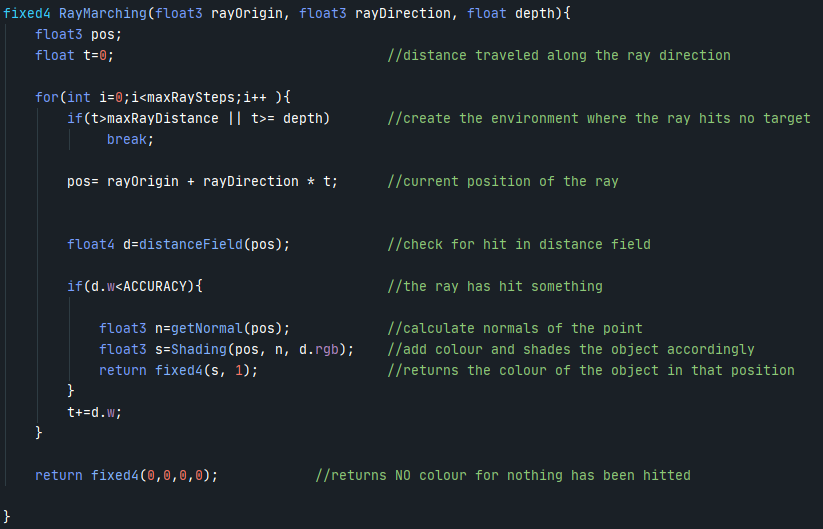 fixed4 RayMarching(float3 rayOrigin, float3 rayDirection, float depth){
float3 pos;
float t=0; //distance traveled along the ray direction
for(int i=0;i<maxRaySteps;i++ ){
if(t>maxRayDistance || t>= depth) //create the environment where the ray hits no target
break;
pos= rayOrigin + rayDirection * t; //current position of the ray
float4 d=distanceField(pos); //check for hit in distance field
if(d.w<ACCURACY){ //the ray has hit something
float3 n=getNormal(pos); //calculate normals of the point
float3 s=Shading(pos, n, d.rgb); //add colour and shades the object accordingly
return fixed4(s, 1); //returns the colour of the object in that position
}
t+=d.w;
}
return fixed4(0,0,0,0); //returns NO colour for nothing has been hitted
}